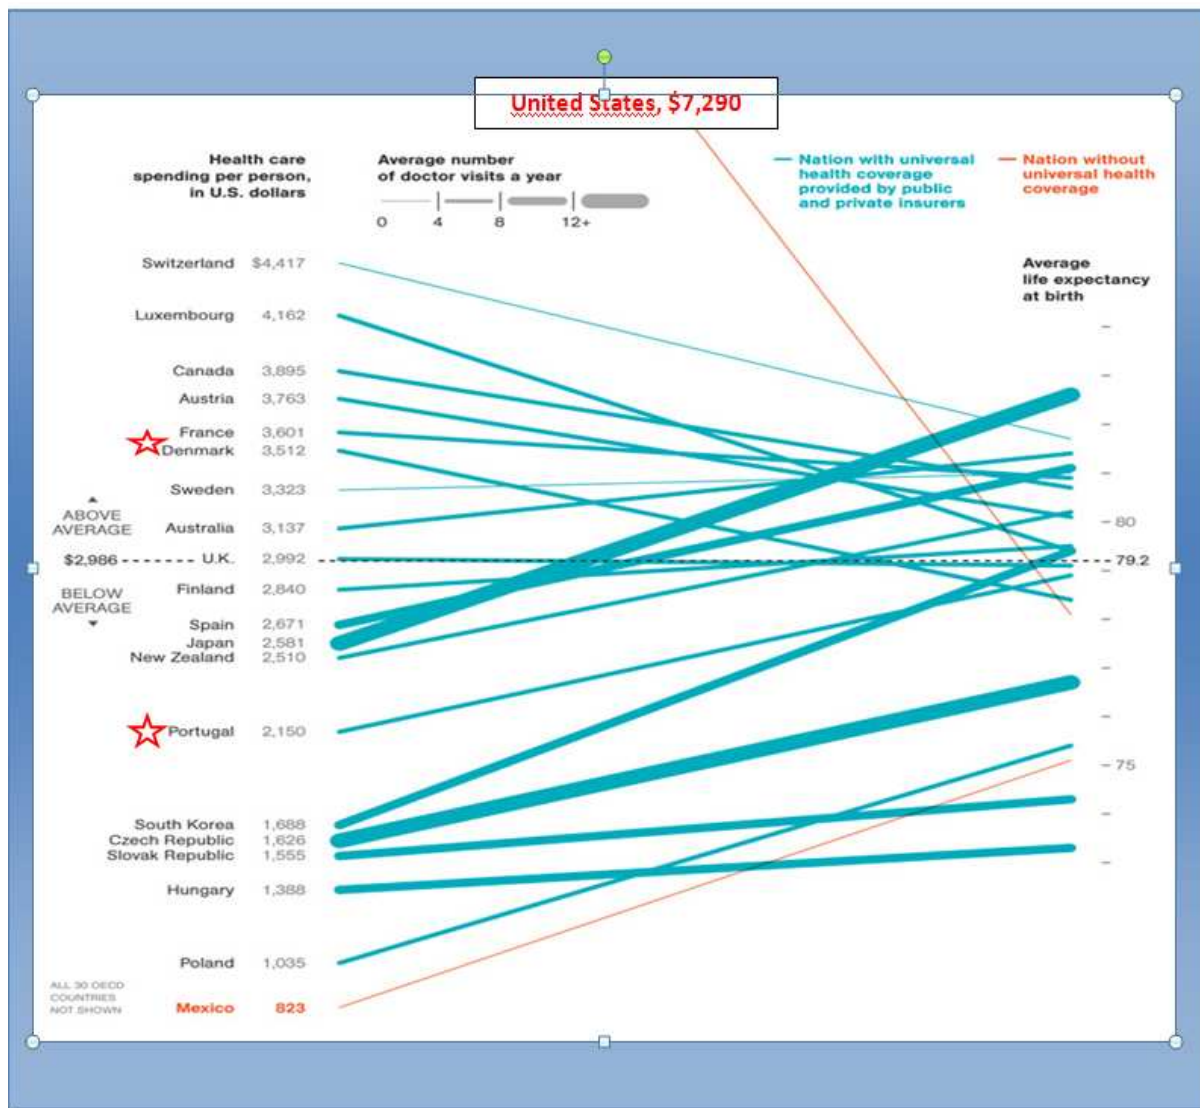 United States, $7,290
Health care
spending per person,
in U.S. dollars
Average number
of doctor visits a year
0 4 8 12+
Nation with universal
health coverage
provided by public
and private insurers
Nation without
universal health
coverage
Average
life expectancy
at birth
Switzerland $4,417
Luxembourg 4,162
Canada 3,895
Austria 3,763
France 3,601
Denmark 3,512
Sweden 3,323
ABOVE
AVERAGE
Australia 3,137
80
$2,986 U.K. 2,992 79.2
BELOW
AVERAGE
Finland 2,840
Spain 2,671
Japan 2,581
New Zealand 2,510
Portugal 2,150
75
South Korea 1,688
Czech Republic 1,626
Slovak Republic 1,555
Hungary 1,388
Poland 1,035
ALL 30 OECD
COUNTRIES
NOT SHOWN
Mexico 823